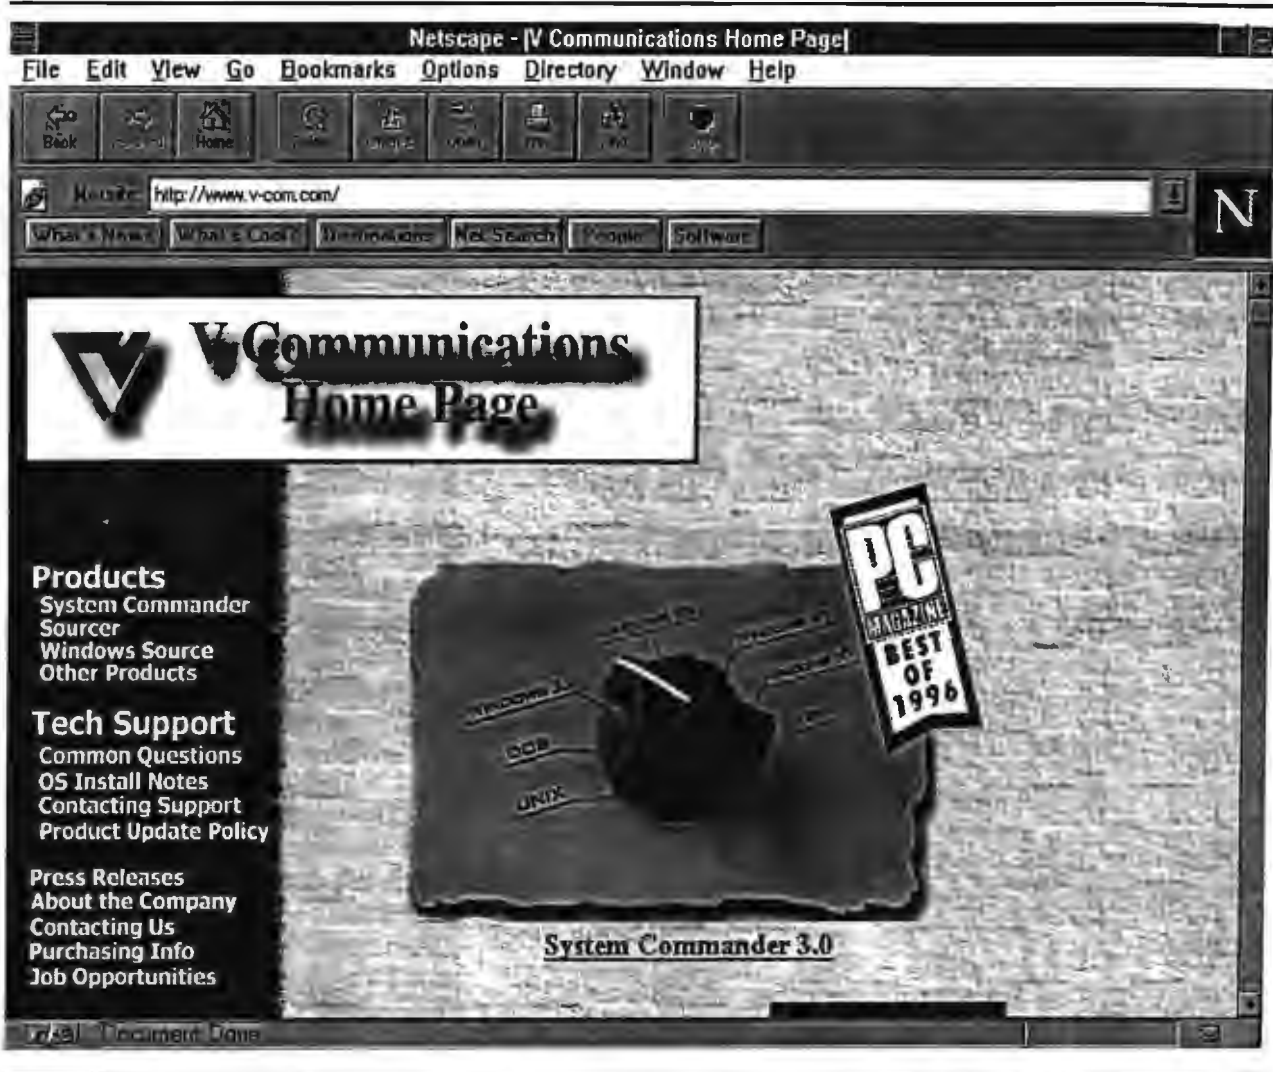 Netscape - [V Communications Home Page]
File Edit View Go Bookmarks Options Directory Window Help
Back Home
http://www.v-com.com/
N
What's New? What's Cool? Destinations Net Search People Software
V Communications
Home Page
PC
MAGAZINE
BEST
OF
1996
Products
System Commander
Sourcer
Windows Source
Other Products
DOS
UNIX
Tech Support
Common Questions
OS Install Notes
Contacting Support
Product Update Policy
Press Releases
About the Company
Contacting Us
Purchasing Info
Job Opportunities
System Commander 3.0
Document: Done